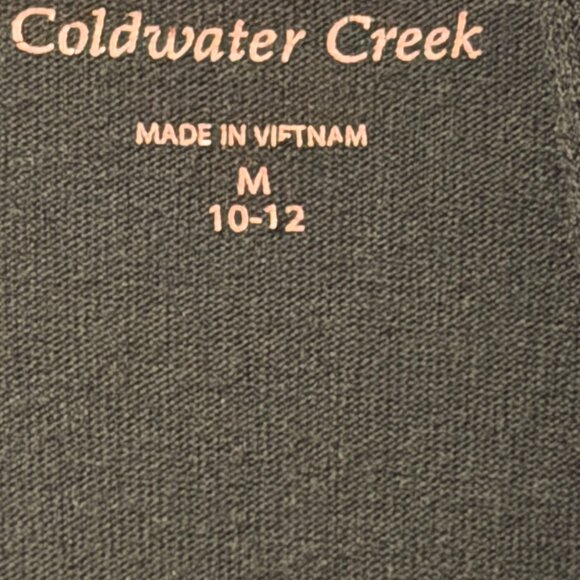 Coldwater Creek
MADE IN VIETNAM
M
10-12